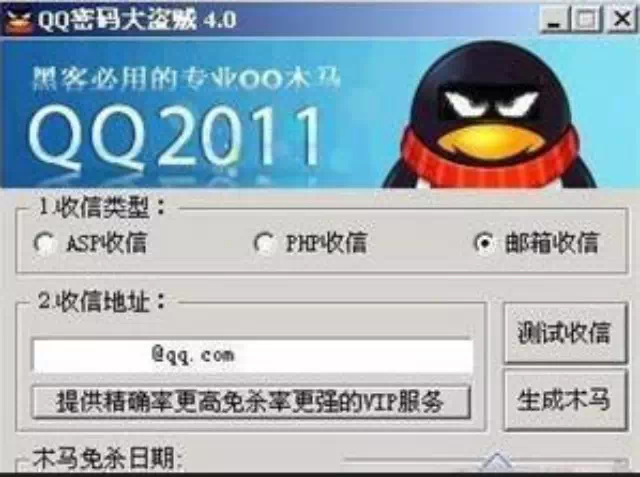 QQ密码大盗贼 4.0
黑客必用的专业QQ木马
QQ2011
1.收信类型：
ASP收信 PHP收信 邮箱收信
2.收信地址：
@qq.com
测试收信
提供精确率更高免杀率更强的VIP服务
生成木马
木马免杀日期: